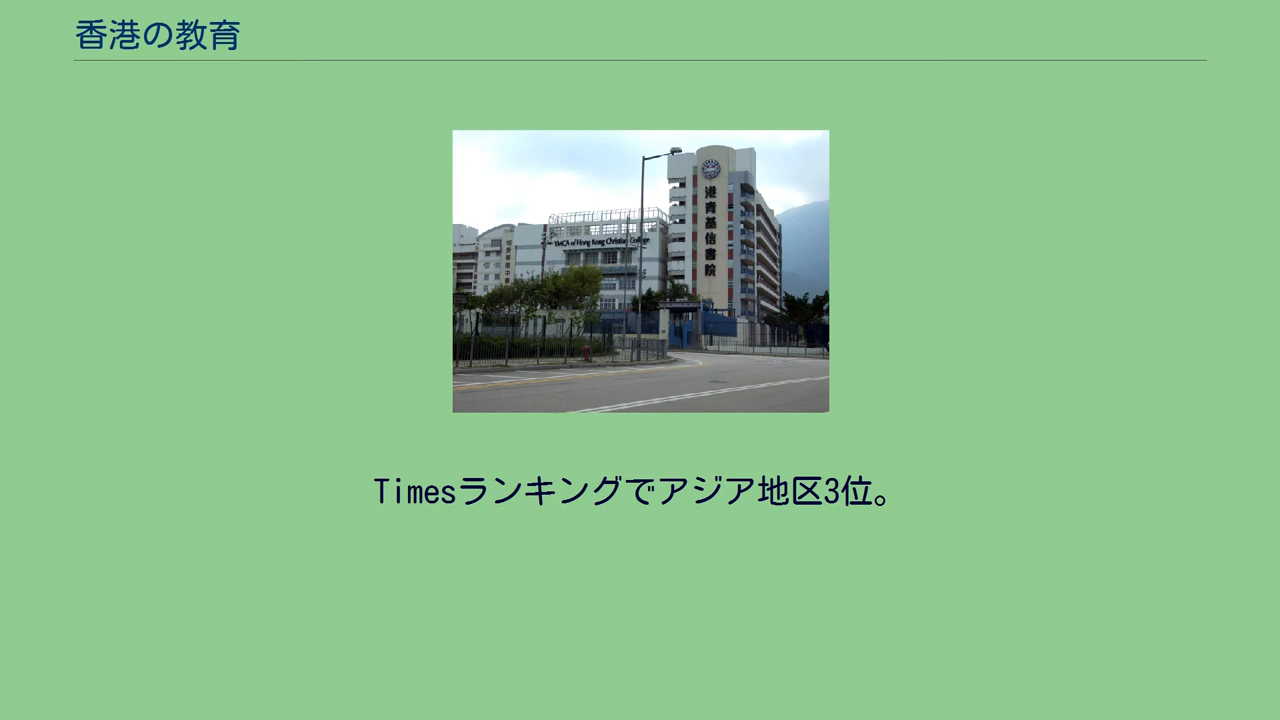 香港の教育
港青基信書院
YMCA of Hong Kong Christian College
Timesランキングでアジア地区3位。